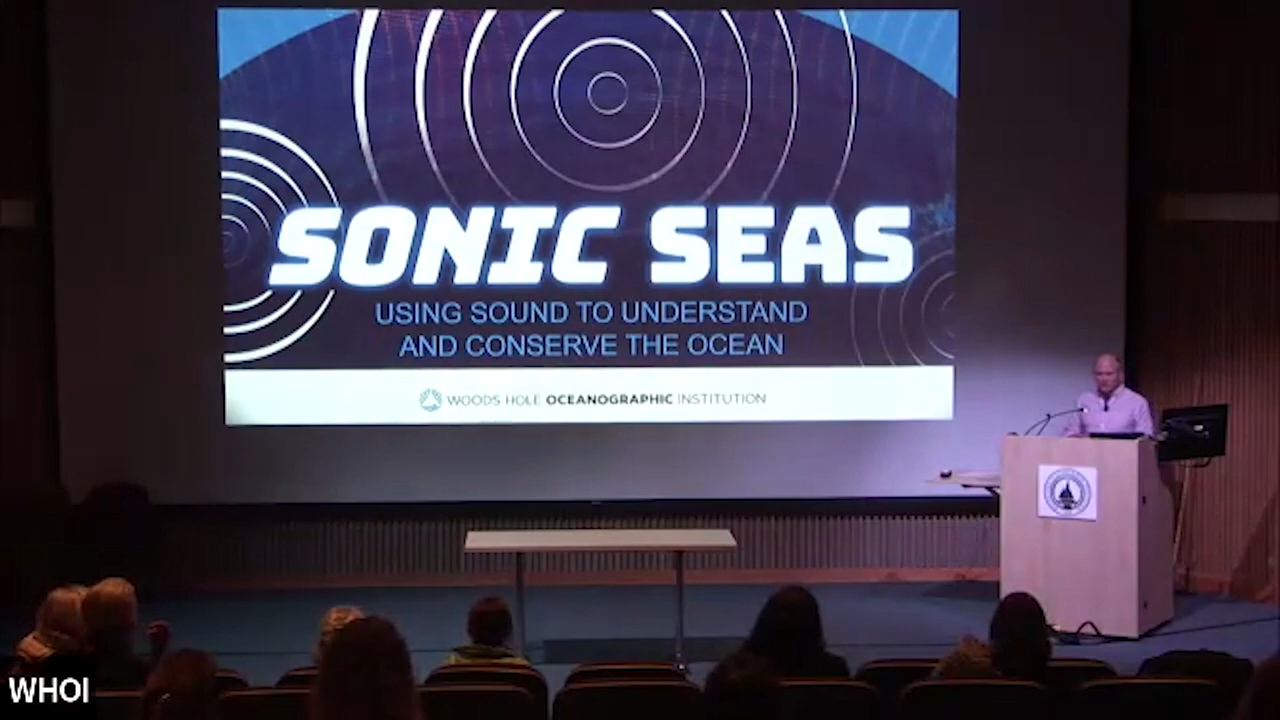 SONIC SEAS
USING SOUND TO UNDERSTAND
AND CONSERVE THE OCEAN
WOODS HOLE OCEANOGRAPHIC INSTITUTION
WHOI